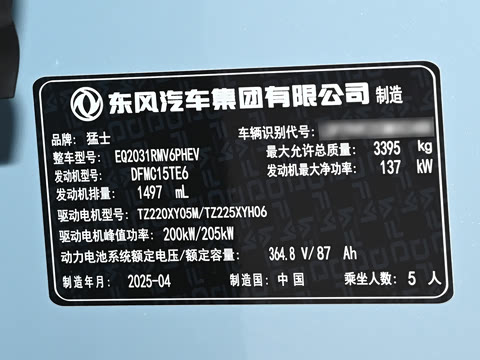 东风汽车集团有限公司 制造
品牌: 猛士 车辆识别代号:
整车型号: EQ2031RMV6PHEV 最大允许总质量: 3395 kg
发动机型号: DFMC15TE6 发动机最大净功率: 137 kW
发动机排量: 1497 mL
驱动电机型号: TZ220XY05M/TZ225XYH06
驱动电机峰值功率: 200kW/205kW
动力电池系统额定电压/额定容量: 364.8 V/87 Ah
制造年月: 2025-04 制造国: 中国 乘坐人数: 5 人